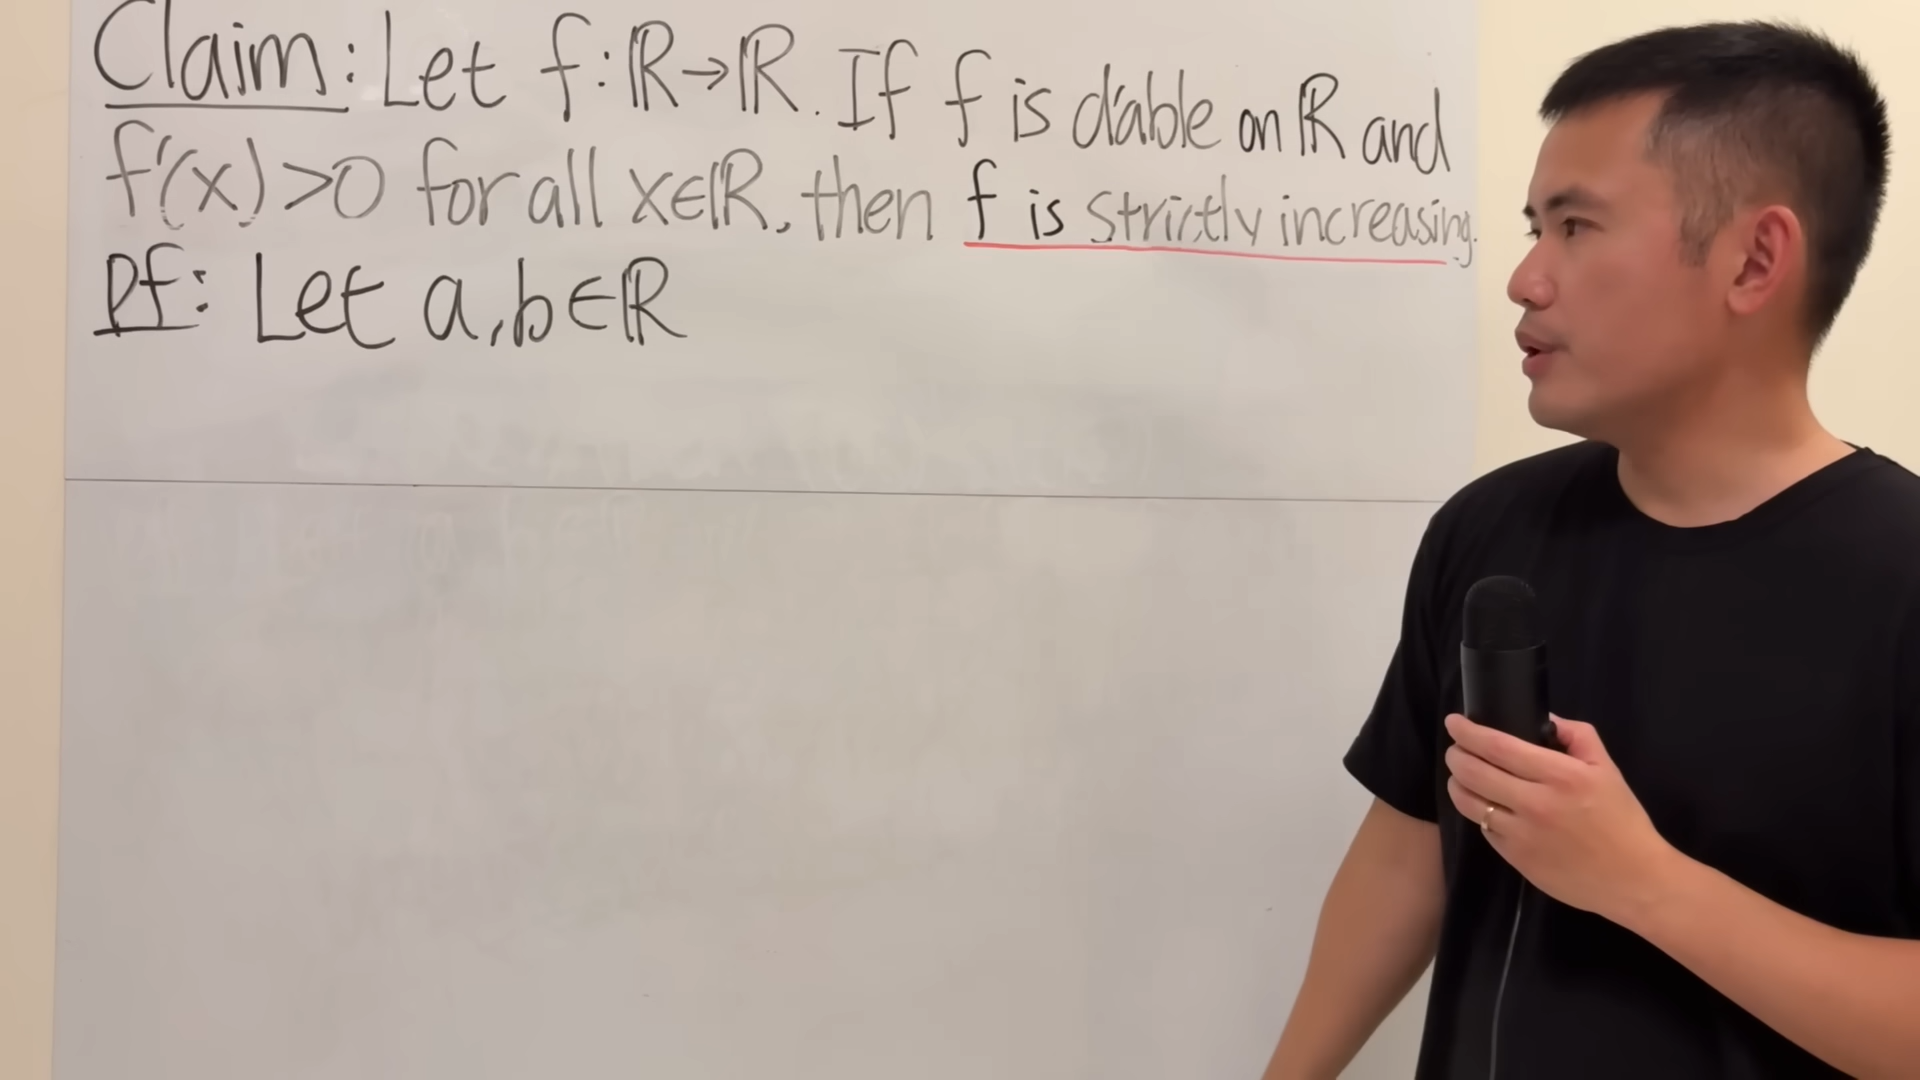 Claim: Let f: ℝ→ℝ. If f is d'able on ℝ and
f'(x)>0 for all x∈ℝ, then f is strictly increasing.
Pf: Let a, b∈ℝ